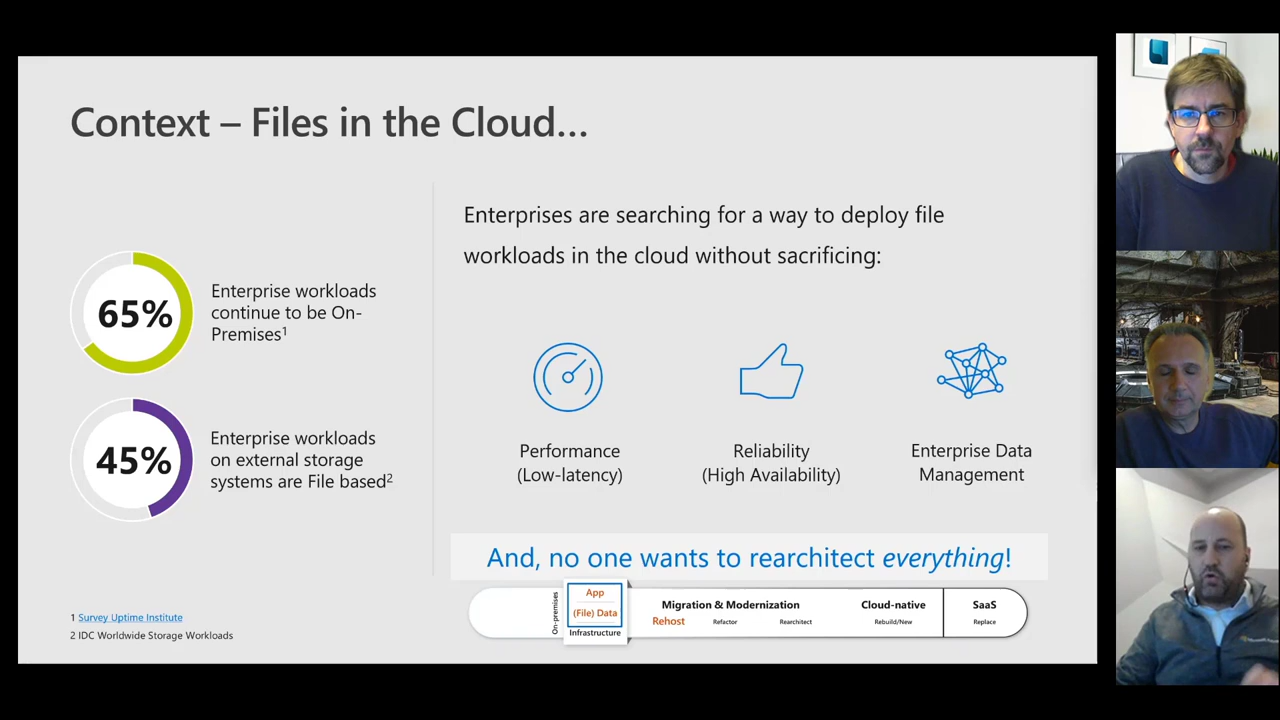 Context – Files in the Cloud...
65%
Enterprise workloads
continue to be On-
Premises1
45%
Enterprise workloads
on external storage
systems are File based2
1 Survey Uptime Institute
2 IDC Worldwide Storage Workloads
Enterprises are searching for a way to deploy file
workloads in the cloud without sacrificing:
Performance
(Low-latency)
Reliability
(High Availability)
Enterprise Data
Management
And, no one wants to rearchitect everything!
On-premises
App
(File) Data
Infrastructure
Migration & Modernization
Rehost
Refactor
Rearchitect
Cloud-native
Rebuild/New
SaaS
Replace